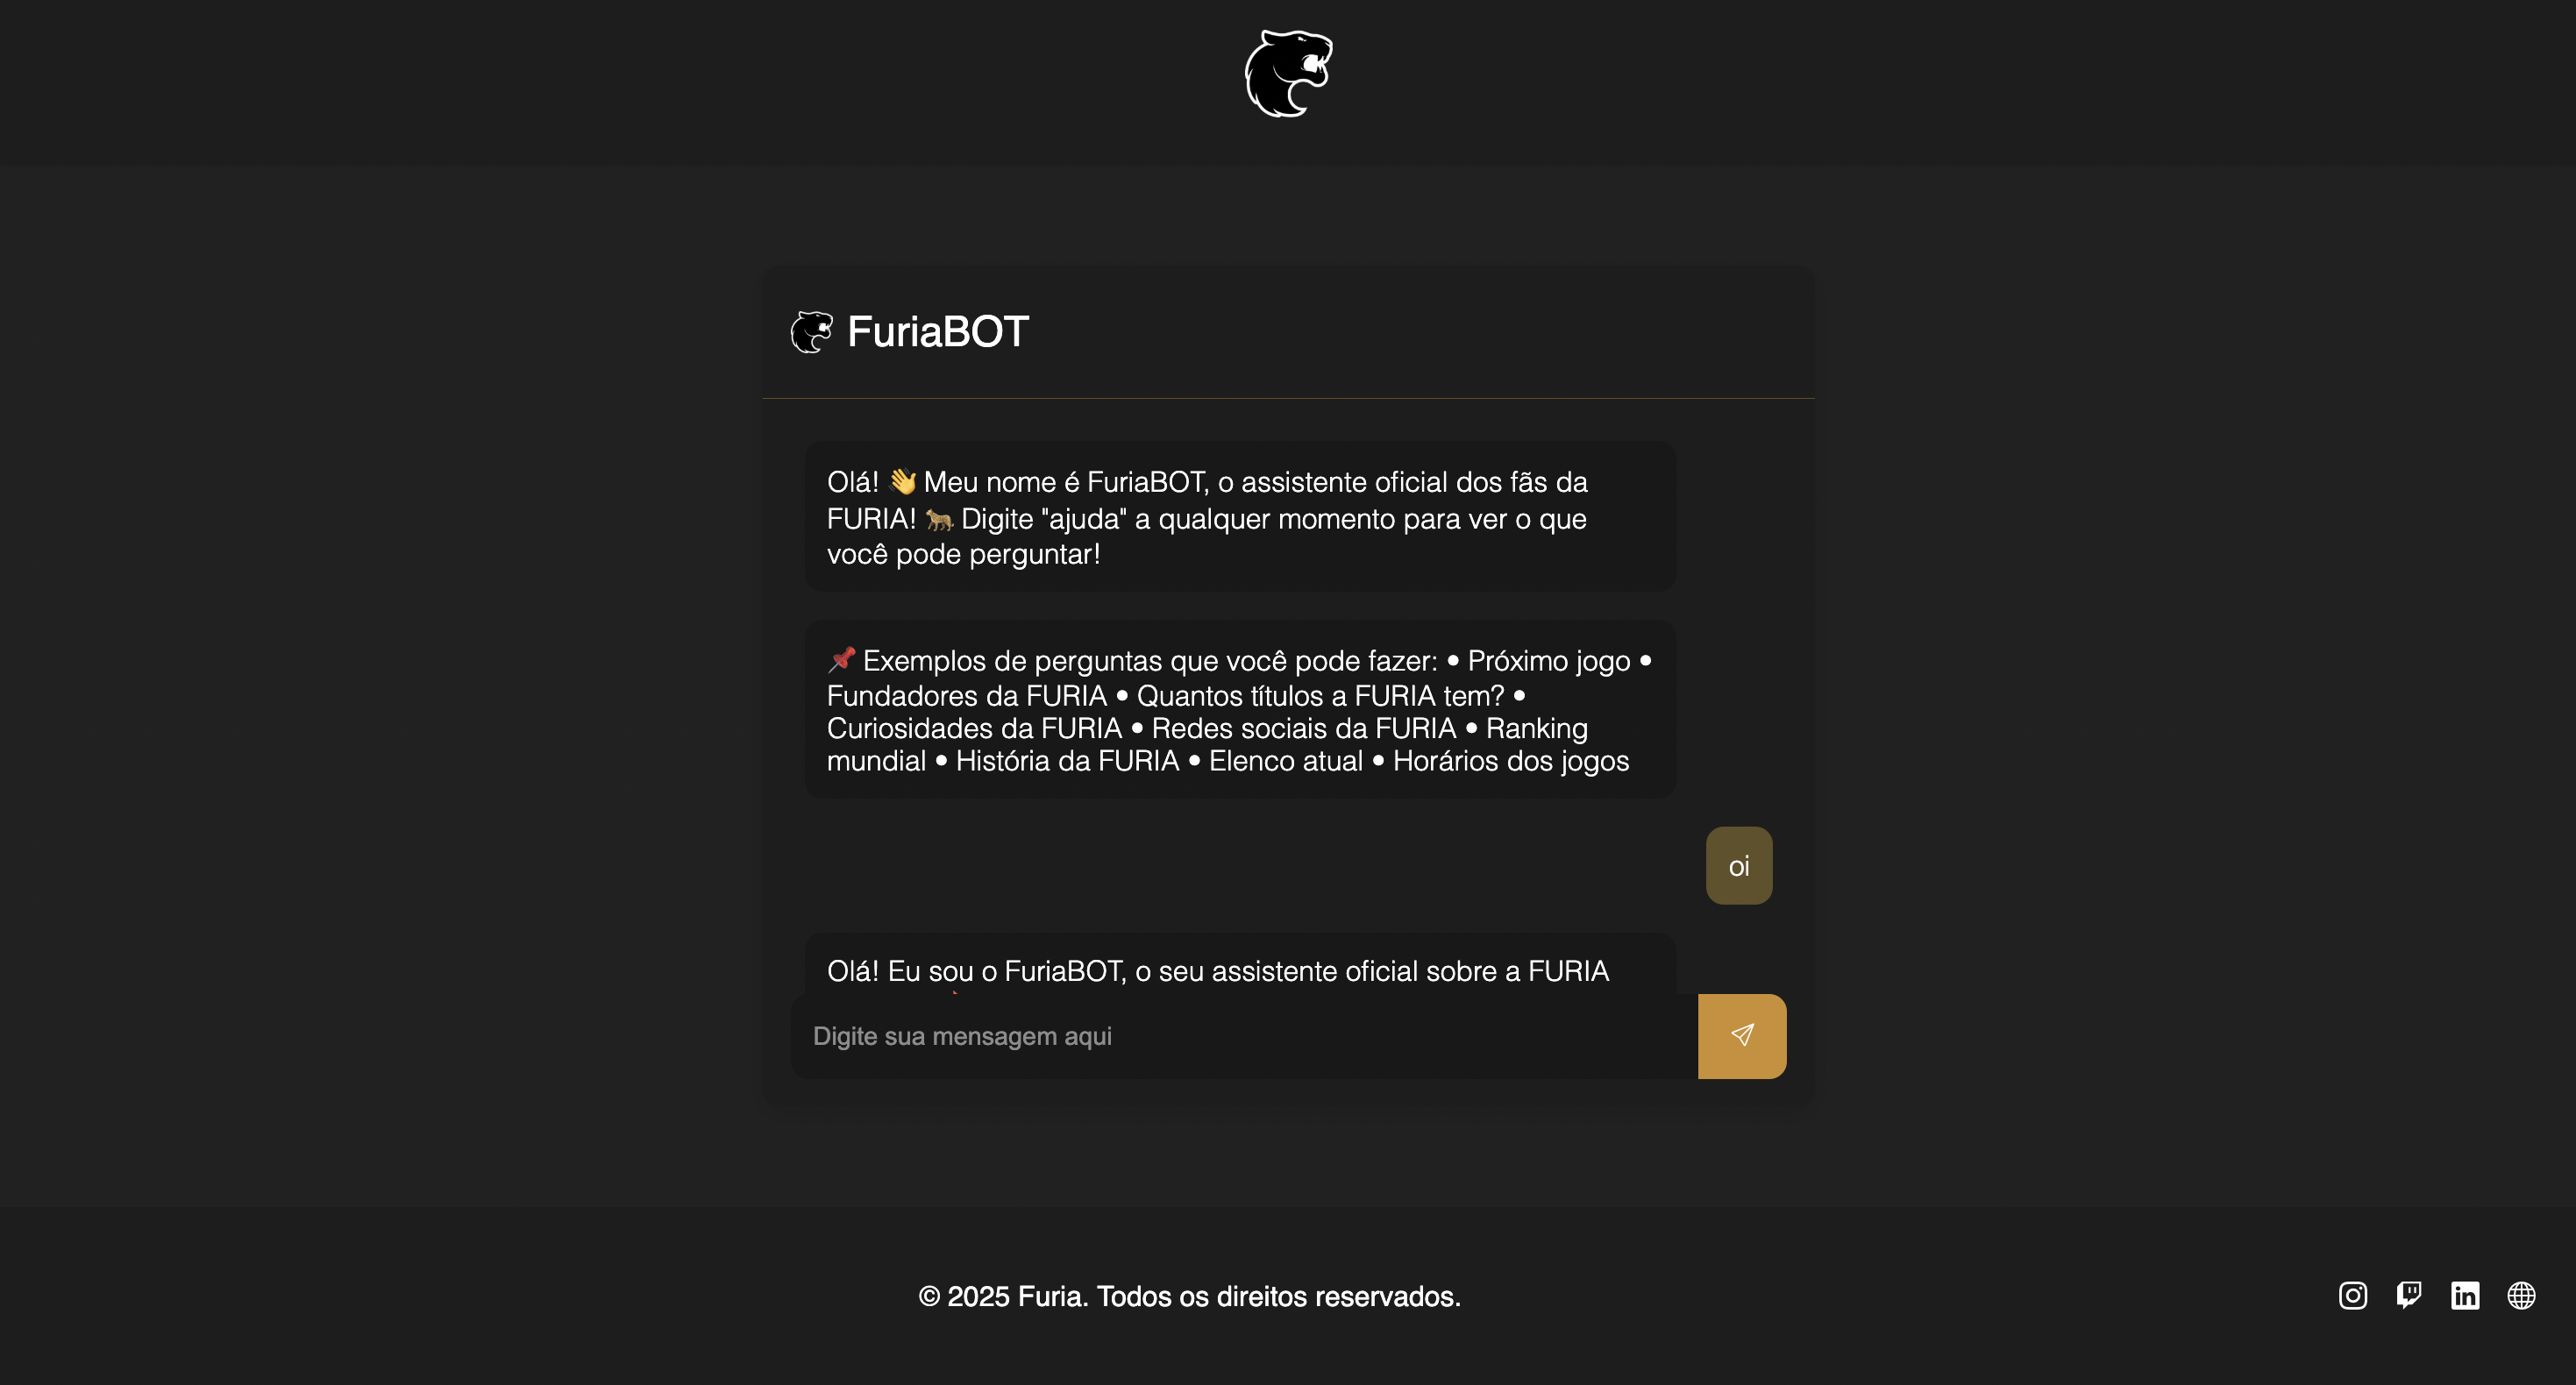 FuriaBOT
Olá! 👋 Meu nome é FuriaBOT, o assistente oficial dos fãs da
FURIA! 🐆 Digite "ajuda" a qualquer momento para ver o que
você pode perguntar!
📌 Exemplos de perguntas que você pode fazer: • Próximo jogo •
Fundadores da FURIA • Quantos títulos a FURIA tem? •
Curiosidades da FURIA • Redes sociais da FURIA • Ranking
mundial • História da FURIA • Elenco atual • Horários dos jogos
oi
Olá! Eu sou o FuriaBOT, o seu assistente oficial sobre a FURIA
Digite sua mensagem aqui
© 2025 Furia. Todos os direitos reservados.